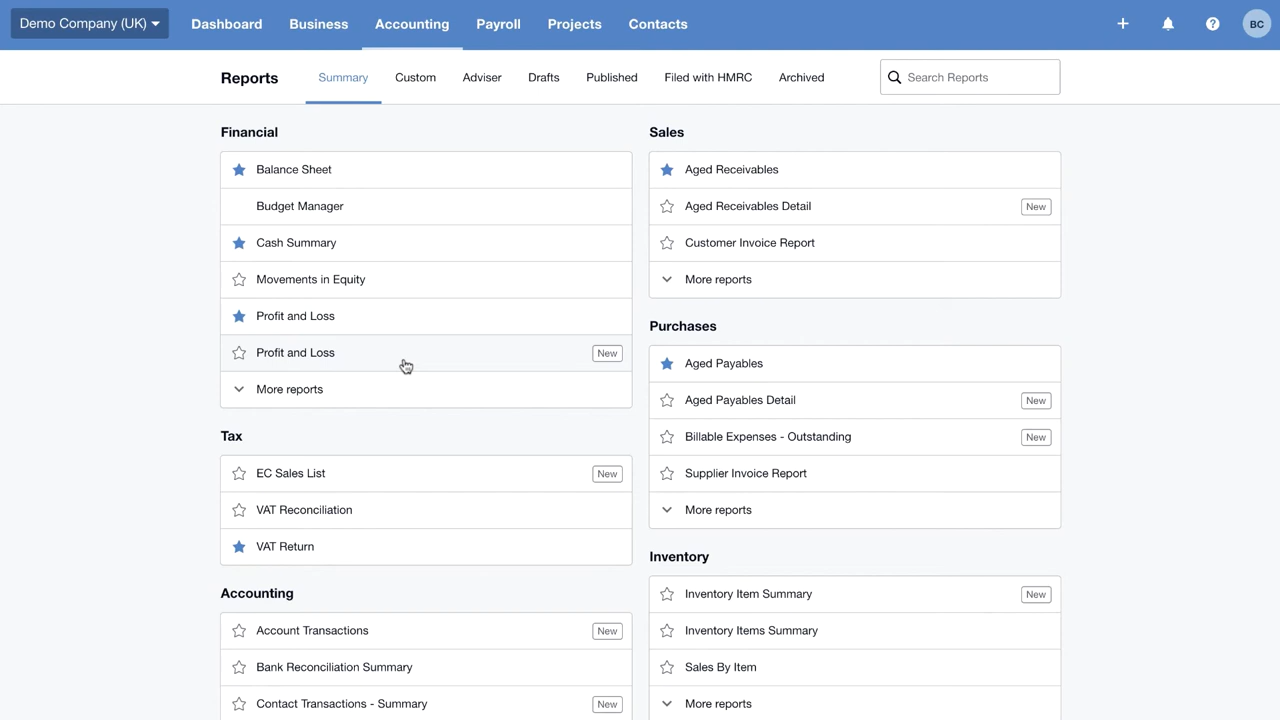 Demo Company (UK)
Dashboard
Business
Accounting
Payroll
Projects
Contacts
BC
Reports
Summary
Custom
Adviser
Drafts
Published
Filed with HMRC
Archived
Search Reports
Financial
Balance Sheet
Budget Manager
Cash Summary
Movements in Equity
Profit and Loss
Profit and Loss New
More reports
Tax
EC Sales List New
VAT Reconciliation
VAT Return
Accounting
Account Transactions New
Bank Reconciliation Summary
Contact Transactions - Summary New
Sales
Aged Receivables
Aged Receivables Detail New
Customer Invoice Report
More reports
Purchases
Aged Payables
Aged Payables Detail New
Billable Expenses - Outstanding New
Supplier Invoice Report
More reports
Inventory
Inventory Item Summary New
Inventory Items Summary
Sales By Item
More reports